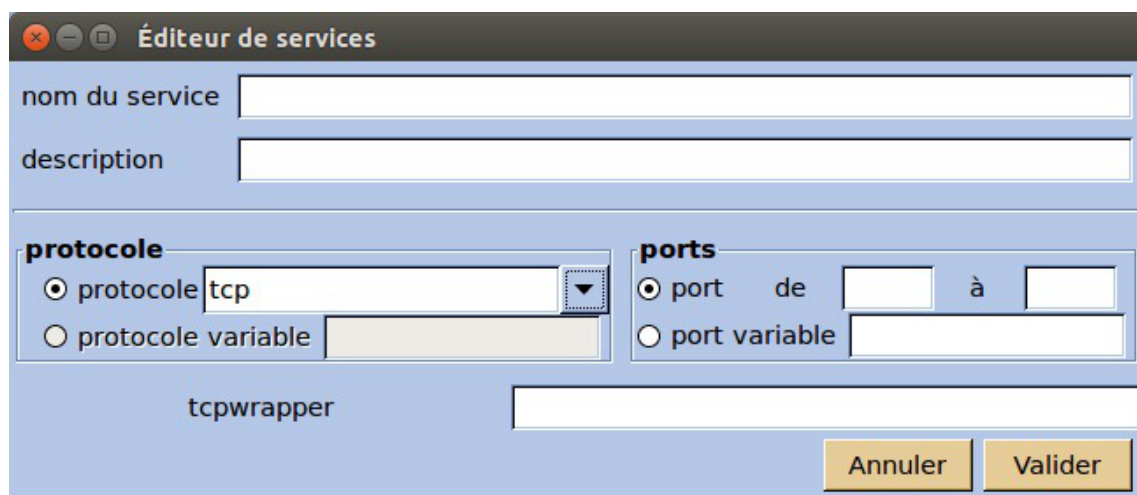 Éditeur de services
nom du service
description
protocole
protocole tcp
protocole variable
ports
port de à
port variable
tcpwrapper
Annuler Valider